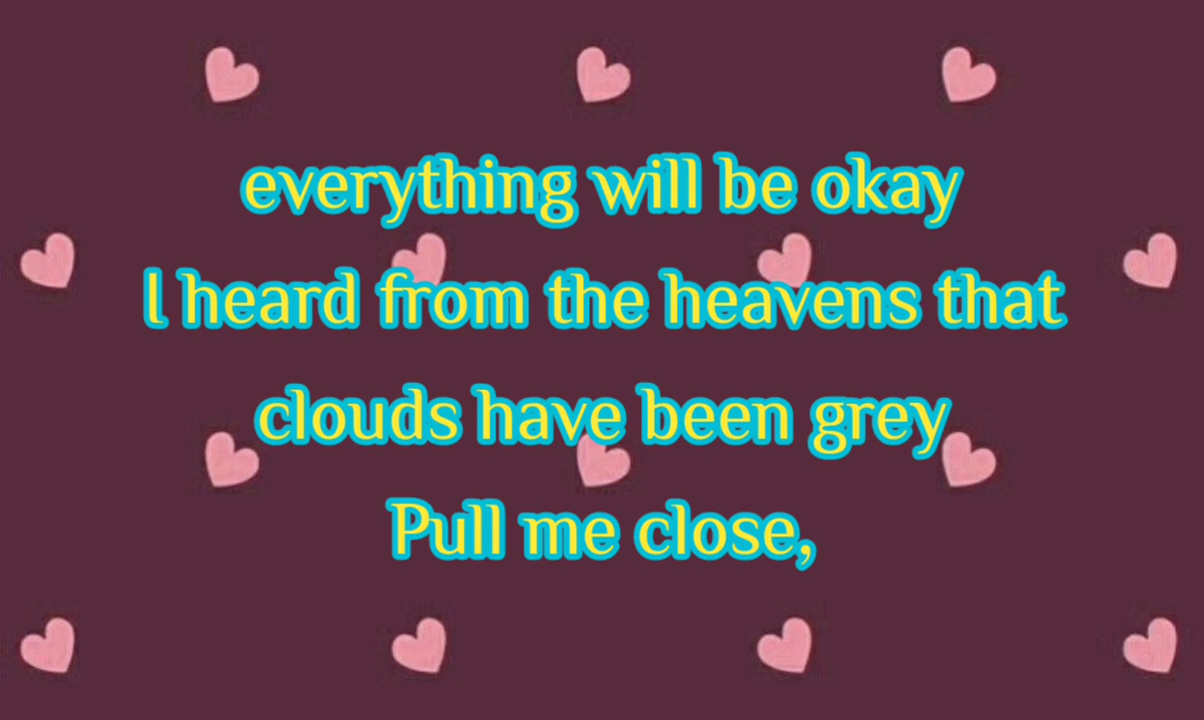 everything will be okay
I heard from the heavens that
clouds have been grey
Pull me close,